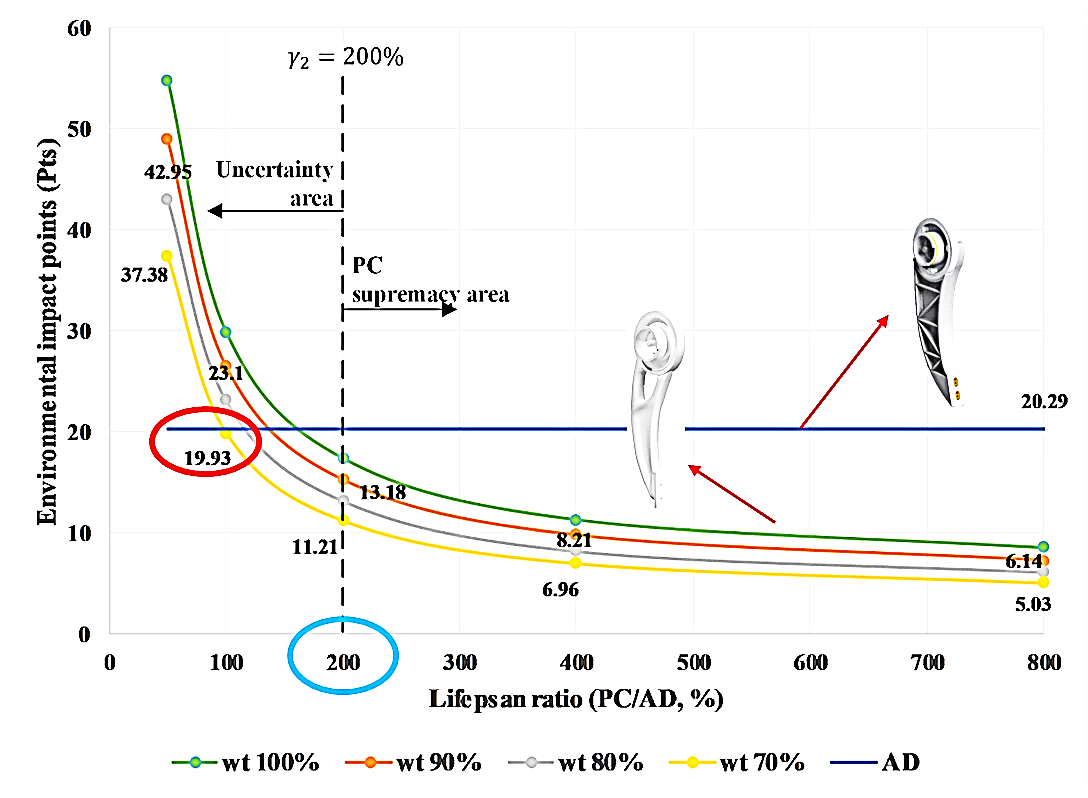 60
γ₂ = 200%
50
42.95
Uncertainty
area
40
PC
supremacy area
37.38
30
23.1
20.29
20
19.93
13.18
10
11.21
8.21
6.14
6.96
5.03
0
0 100 200 300 400 500 600 700 800
Environmental impact points (Pts)
Lifepsan ratio (PC/AD, %)
wt 100% wt 90% wt 80% wt 70% AD